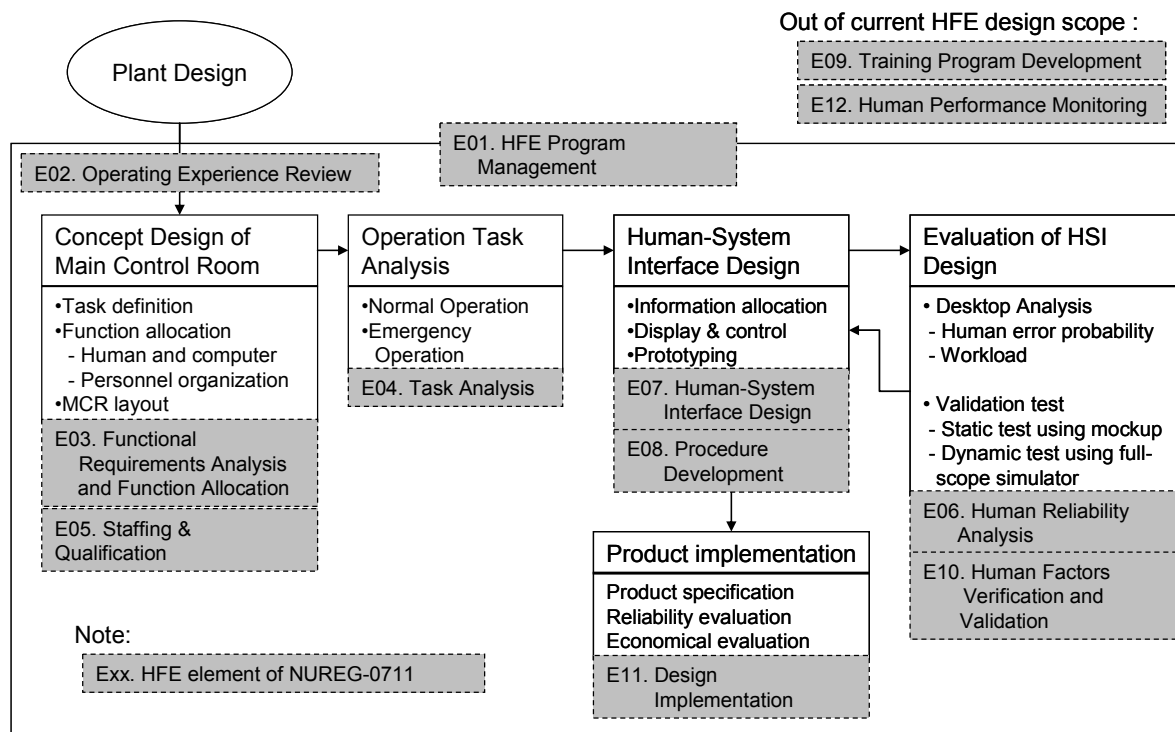 Out of current HFE design scope :
E09. Training Program Development
E12. Human Performance Monitoring
Plant Design
E01. HFE Program
Management
E02. Operating Experience Review
Concept Design of
Main Control Room
•Task definition
•Function allocation
- Human and computer
- Personnel organization
•MCR layout
E03. Functional
Requirements Analysis
and Function Allocation
E05. Staffing &
Qualification
Operation Task
Analysis
•Normal Operation
•Emergency
Operation
E04. Task Analysis
Human-System
Interface Design
•Information allocation
•Display & control
•Prototyping
E07. Human-System
Interface Design
E08. Procedure
Development
Evaluation of HSI
Design
• Desktop Analysis
- Human error probability
- Workload
• Validation test
- Static test using mockup
- Dynamic test using full-
scope simulator
E06. Human Reliability
Analysis
E10. Human Factors
Verification and
Validation
Product implementation
Product specification
Reliability evaluation
Economical evaluation
E11. Design
Implementation
Note:
Exx. HFE element of NUREG-0711